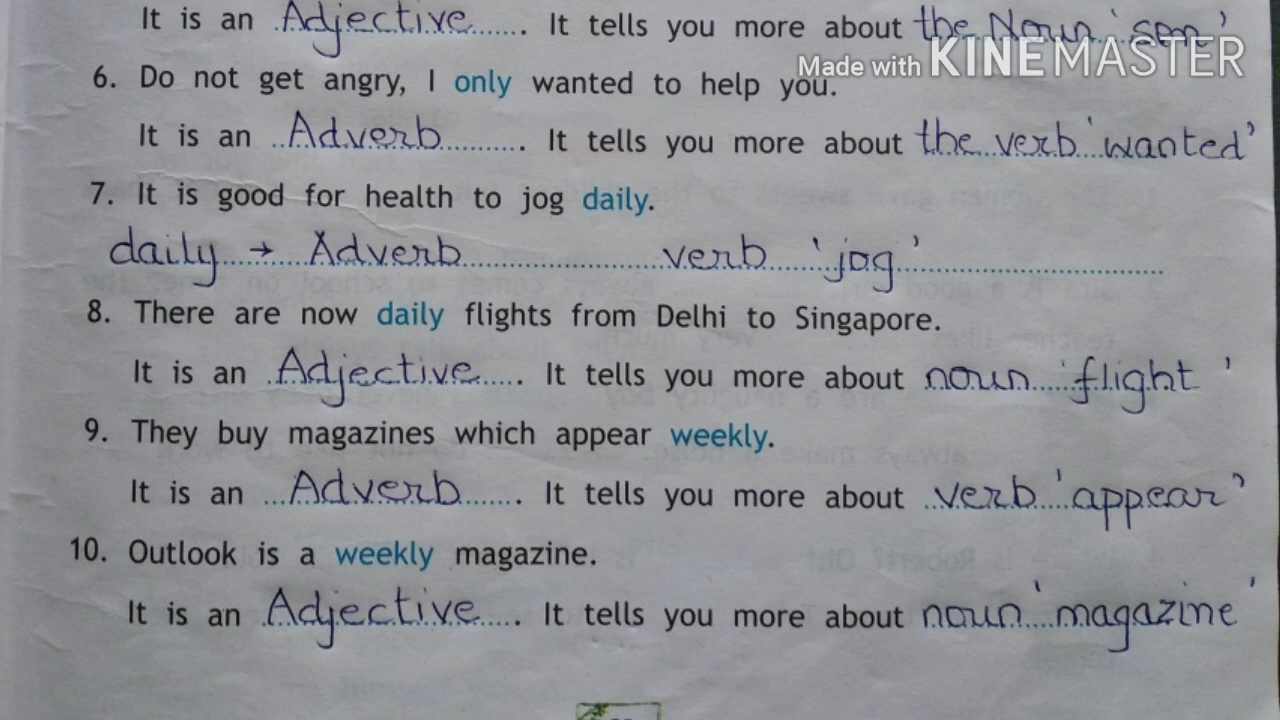 It is an Adjective. It tells you more about the Noun 'son'
Made with KINEMASTER
6. Do not get angry, I only wanted to help you.
It is an Adverb. It tells you more about the verb 'wanted'
7. It is good for health to jog daily.
daily → Adverb verb 'jog'
8. There are now daily flights from Delhi to Singapore.
It is an Adjective. It tells you more about noun 'flight'
9. They buy magazines which appear weekly.
It is an Adverb. It tells you more about verb 'appear'
10. Outlook is a weekly magazine.
It is an Adjective. It tells you more about noun 'magazine'